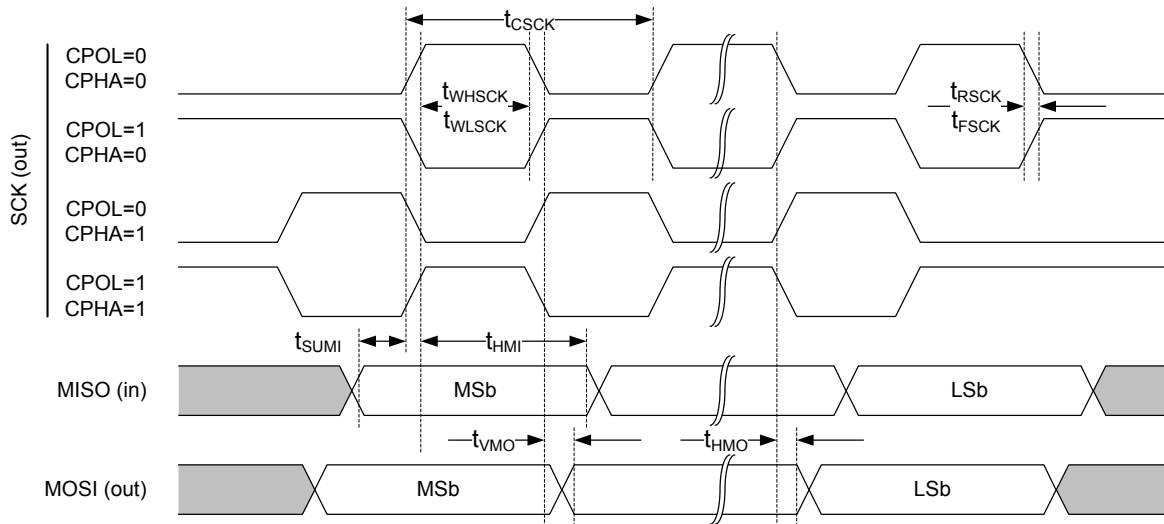 tCSCK
SCK (out)
CPOL=0
CPHA=0
tWHSCK
tWLSCK
tRSCK
tFSCK
CPOL=1
CPHA=0
CPOL=0
CPHA=1
CPOL=1
CPHA=1
tSUMI
tHMI
MISO (in)
MSb
LSb
tVMO
tHMO
MOSI (out)
MSb
LSb